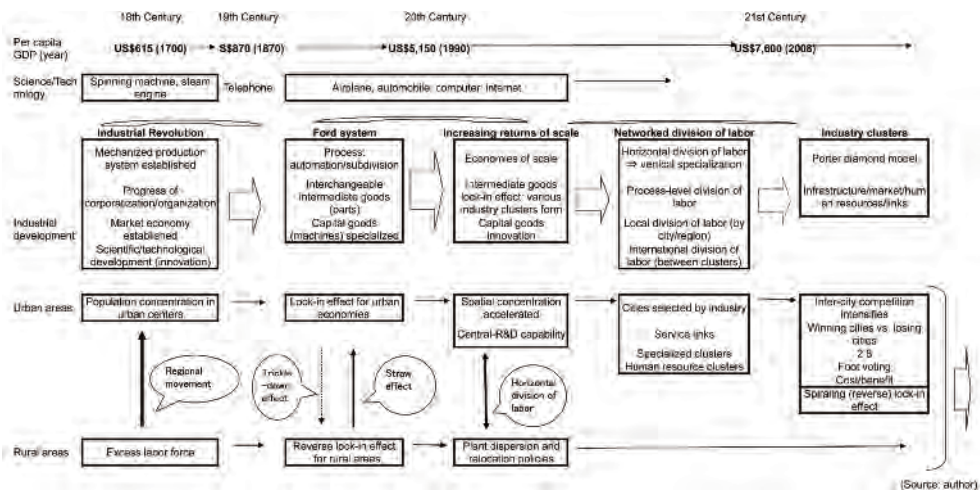 18th Century
19th Century
20th Century
21st Century
Per capita
GDP (year)
US$615 (1700)
S$870 (1870)
US$5,150 (1990)
US$7,600 (2008)
Science/Tech
nology
Spinning machine, steam
engine
Telephone
Airplane, automobile, computer, internet
Industrial Revolution
Ford system
Increasing returns of scale
Networked division of labor
Industry clusters
Industrial
development
Mechanized production
system established
Progress of
corporatization/organization
Market economy
established
Scientific/technological
development (innovation)
Process:
automation/subdivision
Interchangeable
intermediate goods
(parts)
Capital goods
(machines) specialized
Economies of scale
Intermediate goods
lock-in effect: various
industry clusters form
Capital goods
innovation
Horizontal division of labor
⇒ vertical specialization
Process-level division of
labor
Local division of labor (by
city/region)
International division of
labor (between clusters)
Porter diamond model
Infrastructure/market/hum
an resources/links
Urban areas
Population concentration in
urban centers
Lock-in effect for urban
economies
Spatial concentration
accelerated
Central-R&D capability
Cities selected by industry
Service links
Specialized clusters
Human resource clusters
Inter-city competition
intensifies
Winning cities vs. losing
cities
Foot voting
Cost/benefit
Spiraling (reverse) lock-in
effect
Regional
movement
Trickle
-down
effect
Straw
effect
Horizontal
division of
labor
Rural areas
Excess labor force
Reverse lock-in effect
for rural areas
Plant dispersion and
relocation policies
(Source: author)